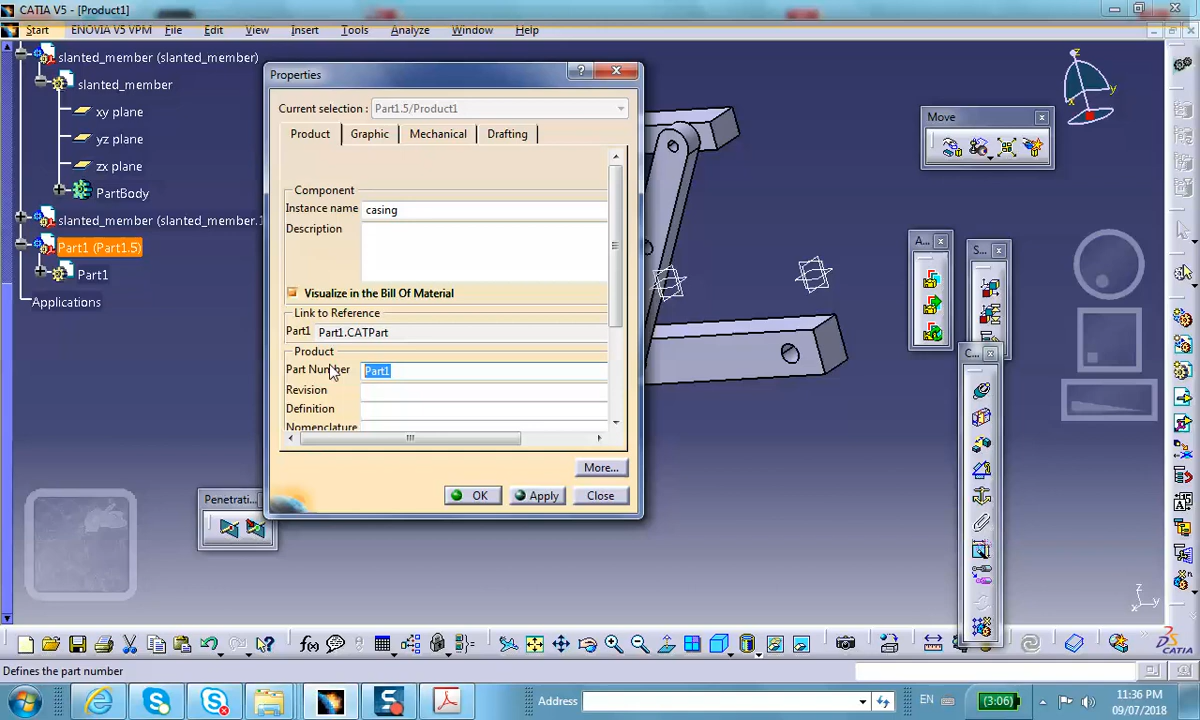 CATIA V5 - [Product1]
Start ENOVIA V5 VPM File Edit View Insert Tools Analyze Window Help
slanted_member (slanted_member)
slanted_member
xy plane
yz plane
zx plane
PartBody
slanted_member (slanted_member.1
Part1 (Part1.5)
Part1
Applications
Properties
Current selection : Part1.5/Product1
Product Graphic Mechanical Drafting
Component
Instance name casing
Description
Visualize in the Bill Of Material
Link to Reference
Part1 Part1.CATPart
Product
Part Number Part1
Revision
Definition
Nomenclature
More...
OK Apply Close
Move
A...
S...
C...
Penetrati...
z
y
x
z
x y
f(x)
CATIA
Defines the part number
Address
EN
(3:06)
11:36 PM
09/07/2018